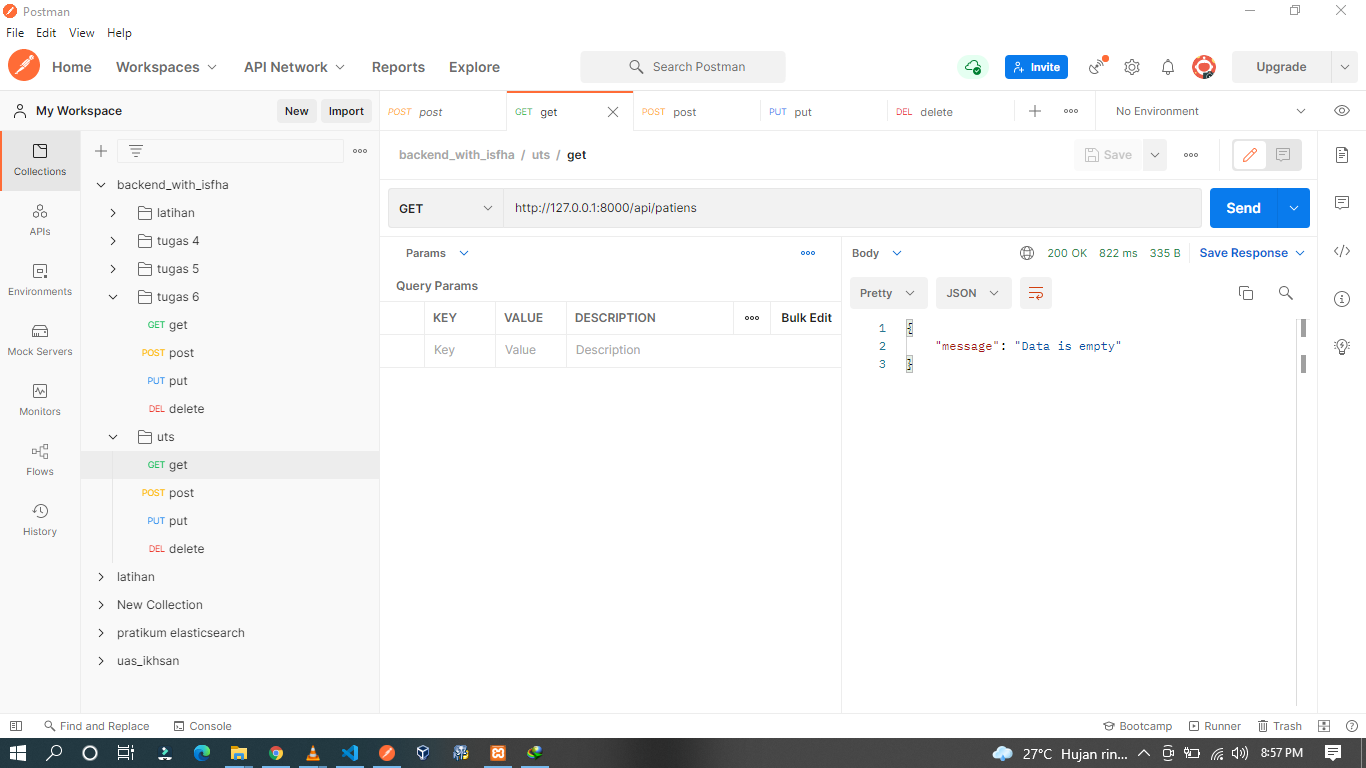 Postman
File Edit View Help
Home Workspaces API Network Reports Explore Search Postman Invite Upgrade
My Workspace New Import POST post GET get POST post PUT put DEL delete No Environment
Collections
APIs
Environments
Mock Servers
Monitors
Flows
History
backend_with_isfha
latihan
tugas 4
tugas 5
tugas 6
GET get
POST post
PUT put
DEL delete
uts
GET get
POST post
PUT put
DEL delete
latihan
New Collection
pratikum elasticsearch
uas_ikhsan
backend_with_isfha / uts / get Save
GET http://127.0.0.1:8000/api/patiens Send
Params
Query Params
KEY VALUE DESCRIPTION Bulk Edit
Key Value Description
Body 200 OK 822 ms 335 B Save Response
Pretty JSON
1 {
2 "message": "Data is empty"
3 }
Find and Replace Console Bootcamp Runner Trash
27°C Hujan rin... 8:57 PM